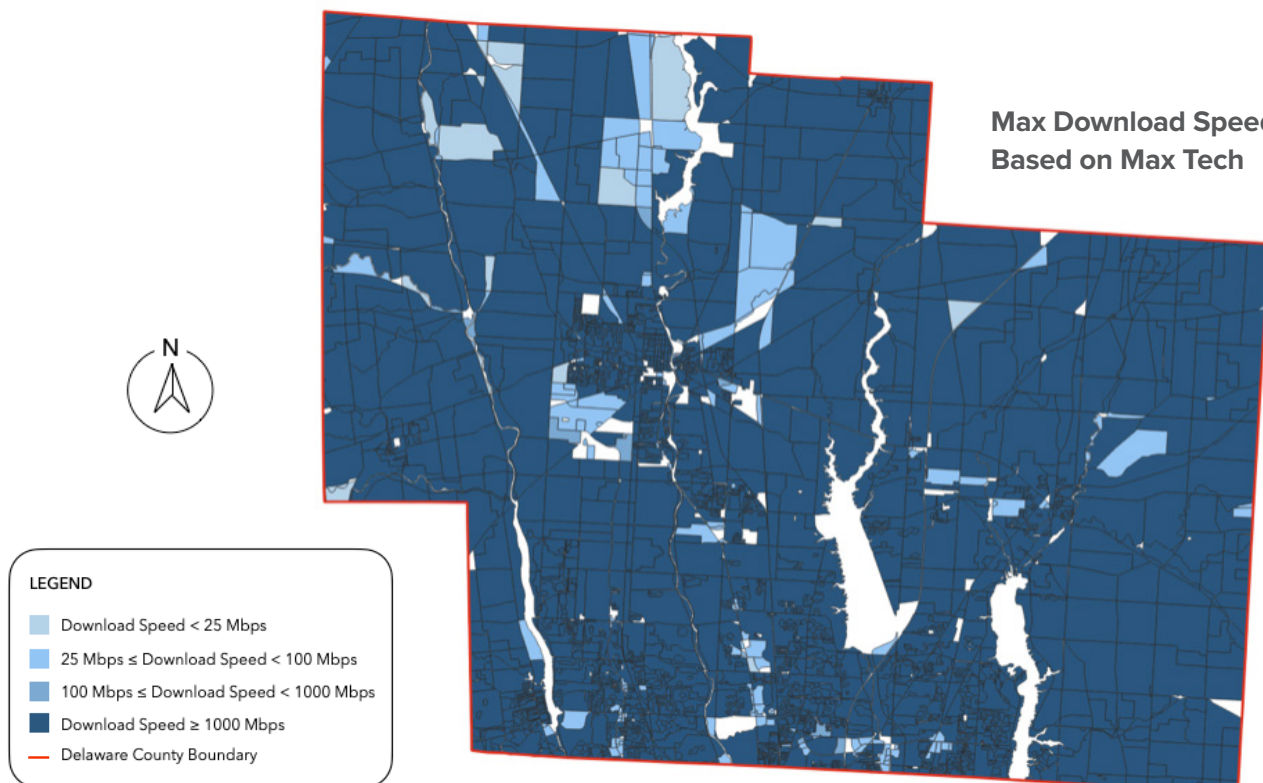 Max Download Speed
Based on Max Tech
N
LEGEND
Download Speed < 25 Mbps
25 Mbps ≤ Download Speed < 100 Mbps
100 Mbps ≤ Download Speed < 1000 Mbps
Download Speed ≥ 1000 Mbps
Delaware County Boundary